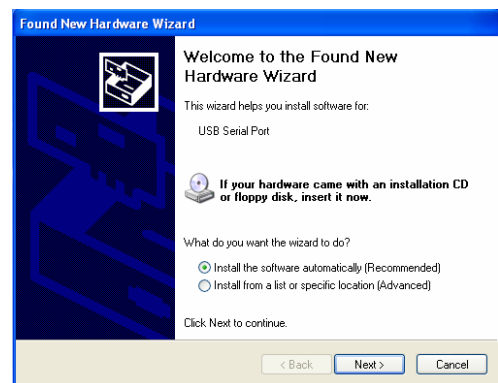 Found New Hardware Wizard
Welcome to the Found New
Hardware Wizard
This wizard helps you install software for:
USB Serial Port
If your hardware came with an installation CD
or floppy disk, insert it now.
What do you want the wizard to do?
Install the software automatically (Recommended)
Install from a list or specific location (Advanced)
Click Next to continue.
< Back
Next >
Cancel